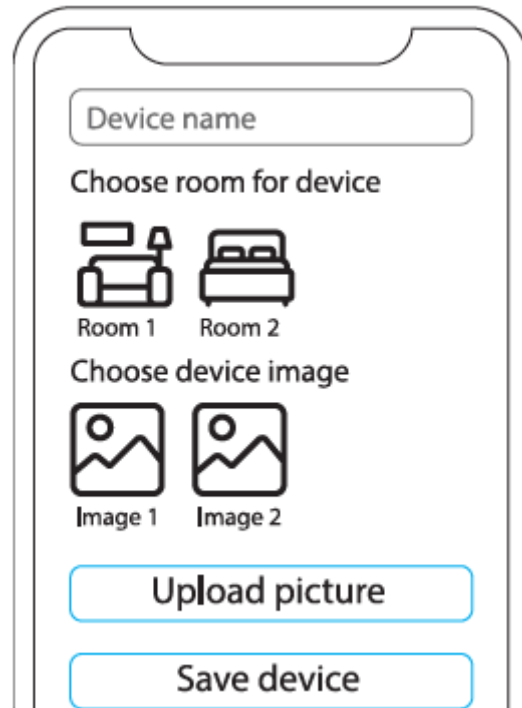 Device name
Choose room for device
Room 1 Room 2
Choose device image
Image 1 Image 2
Upload picture
Save device